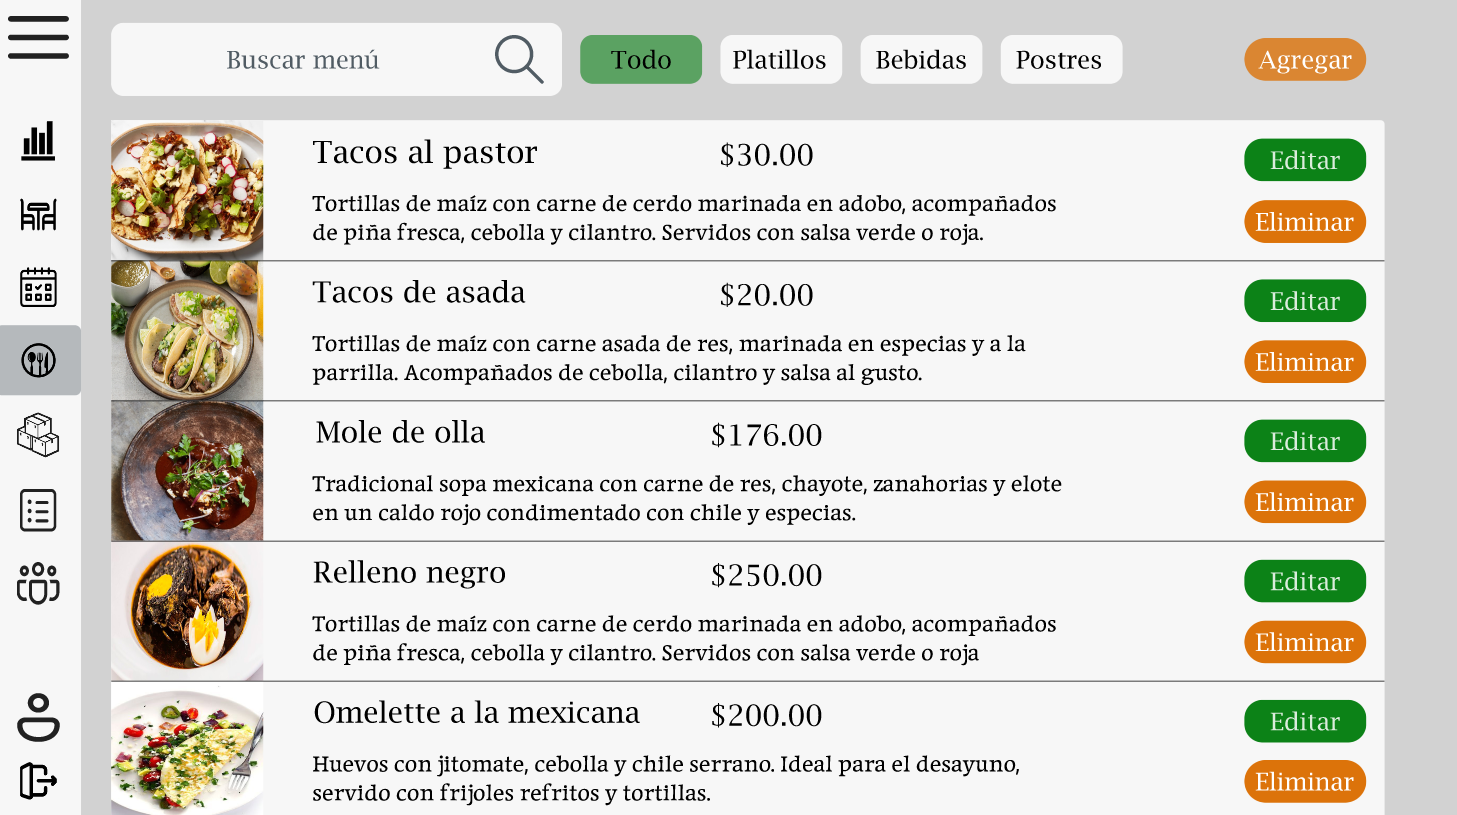 Buscar menú
Todo
Platillos
Bebidas
Postres
Agregar
Tacos al pastor
$30.00
Editar
Tortillas de maíz con carne de cerdo marinada en adobo, acompañados
de piña fresca, cebolla y cilantro. Servidos con salsa verde o roja.
Eliminar
Tacos de asada
$20.00
Editar
Tortillas de maíz con carne asada de res, marinada en especias y a la
parrilla. Acompañados de cebolla, cilantro y salsa al gusto.
Eliminar
Mole de olla
$176.00
Editar
Tradicional sopa mexicana con carne de res, chayote, zanahorias y elote
en un caldo rojo condimentado con chile y especias.
Eliminar
Relleno negro
$250.00
Editar
Tortillas de maíz con carne de cerdo marinada en adobo, acompañados
de piña fresca, cebolla y cilantro. Servidos con salsa verde o roja
Eliminar
Omelette a la mexicana
$200.00
Editar
Huevos con jitomate, cebolla y chile serrano. Ideal para el desayuno,
servido con frijoles refritos y tortillas.
Eliminar